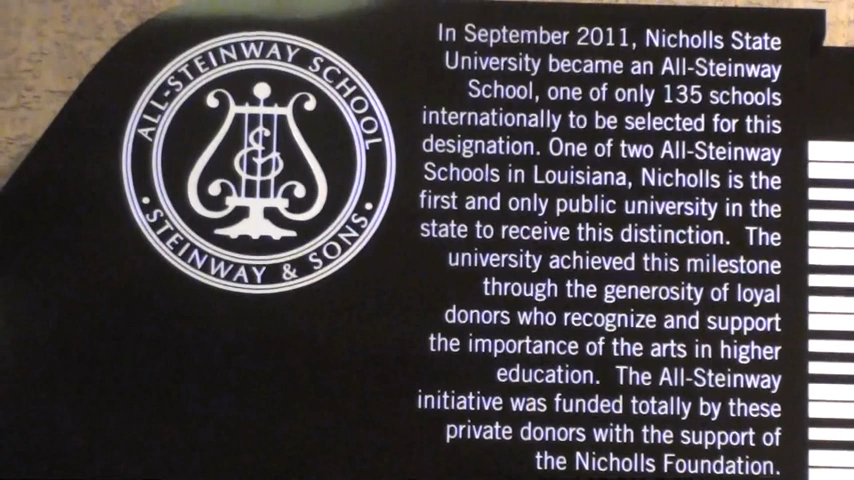 ALL-STEINWAY SCHOOL
• STEINWAY & SONS •
In September 2011, Nicholls State
University became an All-Steinway
School, one of only 135 schools
internationally to be selected for this
designation. One of two All-Steinway
Schools in Louisiana, Nicholls is the
first and only public university in the
state to receive this distinction. The
university achieved this milestone
through the generosity of loyal
donors who recognize and support
the importance of the arts in higher
education. The All-Steinway
initiative was funded totally by these
private donors with the support of
the Nicholls Foundation.